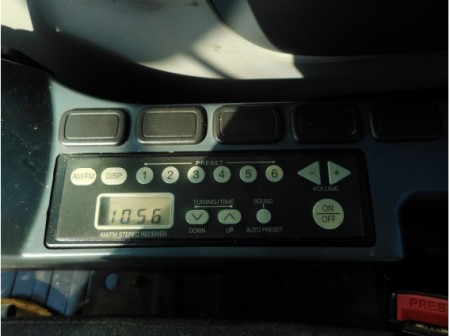 PRESET
AM/FM DISP 1 2 3 4 5 6 - +
VOLUME
TUNING/TIME SOUND
10:56
ON
OFF
DOWN UP AUTO PRESET
AM/FM STEREO RECEIVER
PRES